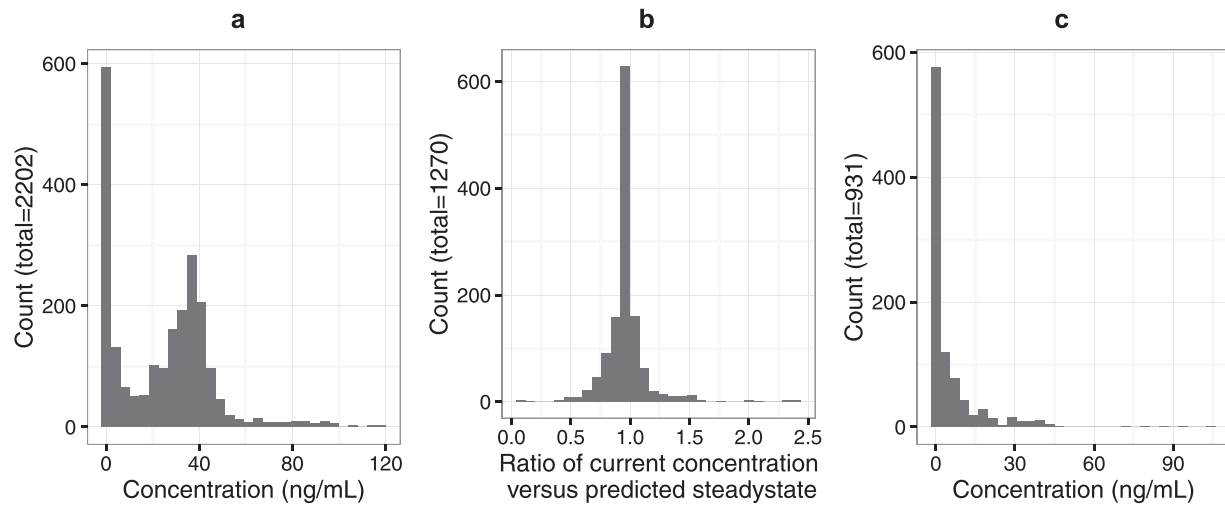 a
Count (total=2202)
600
400
200
0
0 40 80 120
Concentration (ng/mL)
b
Count (total=1270)
600
400
200
0
0.0 0.5 1.0 1.5 2.0 2.5
Ratio of current concentration
versus predicted steadystate
c
Count (total=931)
600
400
200
0
0 30 60 90
Concentration (ng/mL)